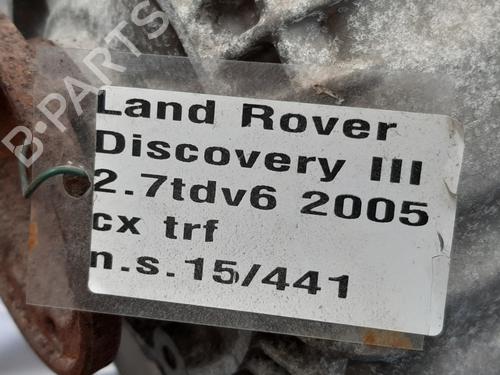 B-PARTS
Land Rover
Discovery III
2.7tdv6 2005
cx trf
n.s.15/441